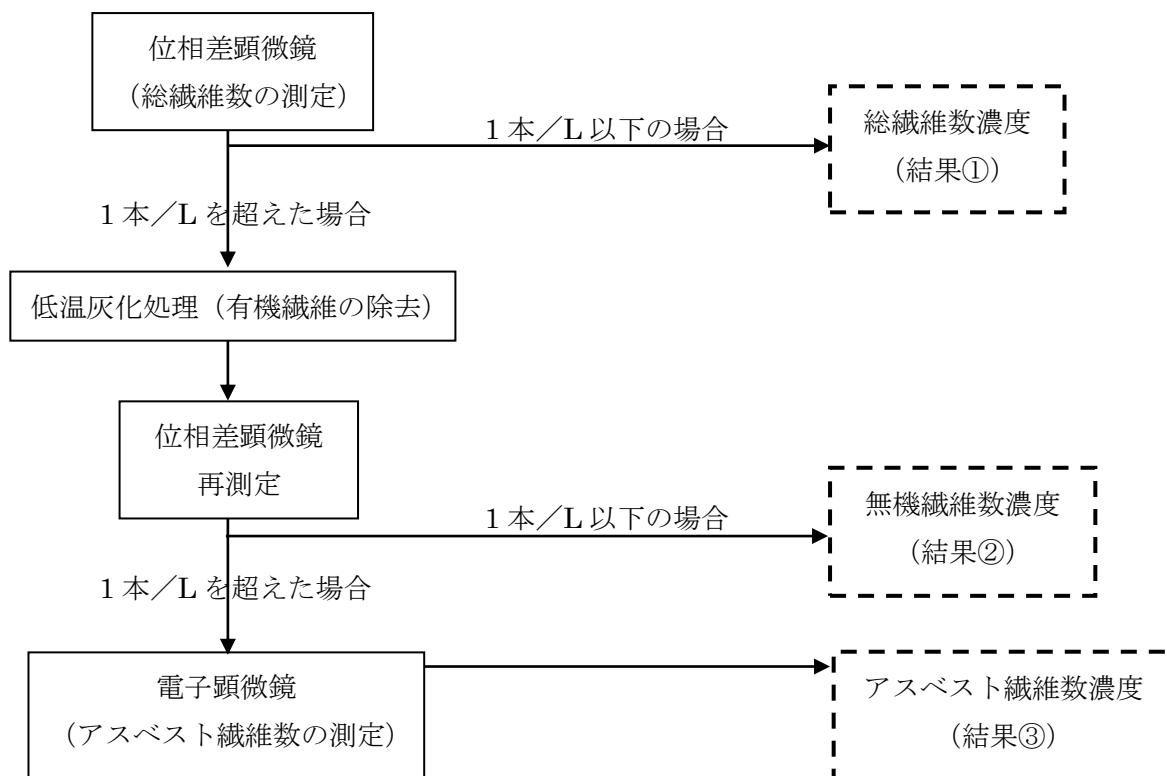 位相差顕微鏡
（総繊維数の測定）
1本／L以下の場合
総繊維数濃度
（結果①）
1本／Lを超えた場合
低温灰化処理（有機繊維の除去）
位相差顕微鏡
再測定
1本／L以下の場合
無機繊維数濃度
（結果②）
1本／Lを超えた場合
電子顕微鏡
（アスベスト繊維数の測定）
アスベスト繊維数濃度
（結果③）